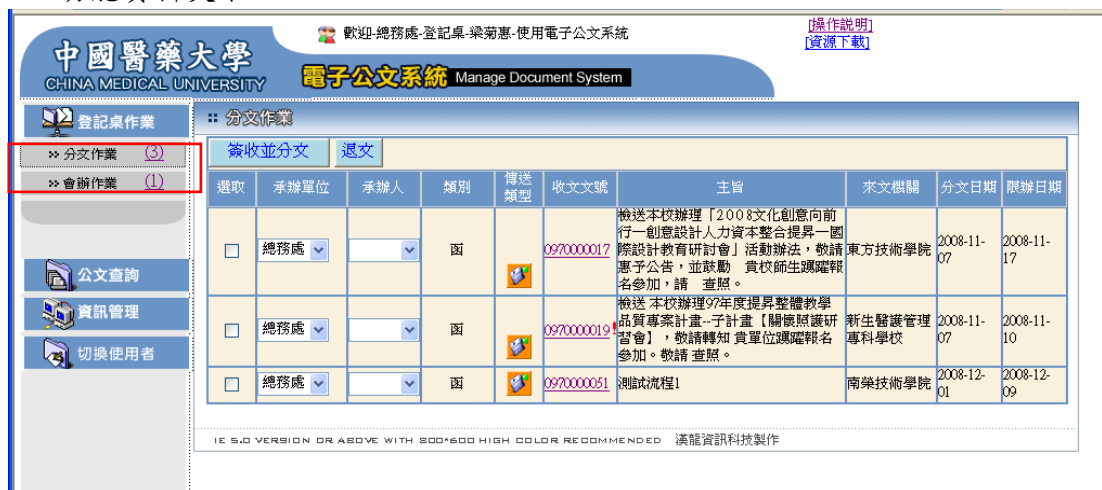 歡迎-總務處-登記桌-梁菊惠-使用電子公文系統
[操作説明]
[資源下載]
中國醫藥大學
CHINA MEDICAL UNIVERSITY
電子公文系統 Manage Document System
登記桌作業
分文作業 (3)
會辦作業 (1)
公文查詢
資訊管理
切換使用者
:: 分文作業
簽收並分文 退文
選取 承辦單位 承辦人 類別 傳送類型 收文文號 主旨 來文機關 分文日期 限辦日期
總務處 函 0970000017
檢送本校辦理「2008文化創意向前
行一創意設計人力資本整合提昇一國
際設計教育研討會」活動辦法，敬請
惠予公告，並鼓勵 貴校師生踴躍報
名參加，請 查照。
東方技術學院 2008-11-07 2008-11-17
總務處 函 0970000019!
檢送 本校辦理97年度提昇整體教學
品質專案計畫--子計畫【關懷照護研
習會】，敬請轉知 貴單位踴躍報名
參加。敬請 查照。
新生醫護管理專科學校 2008-11-07 2008-11-10
總務處 函 0970000051 測試流程1 南榮技術學院 2008-12-01 2008-12-09
IE 5.0 VERSION OR ABOVE WITH 800*600 HIGH COLOR RECOMMENDED 漢龍資訊科技製作